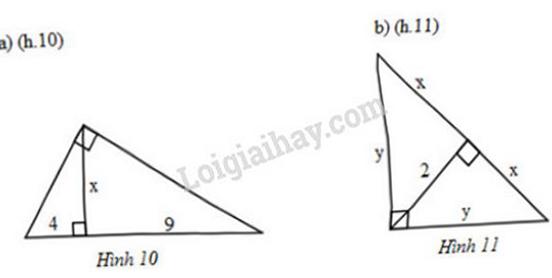 a) (h.10)
b) (h.11)
x
4
9
Hình 10
x
y
2
x
y
Hình 11
Loigiaihay.com